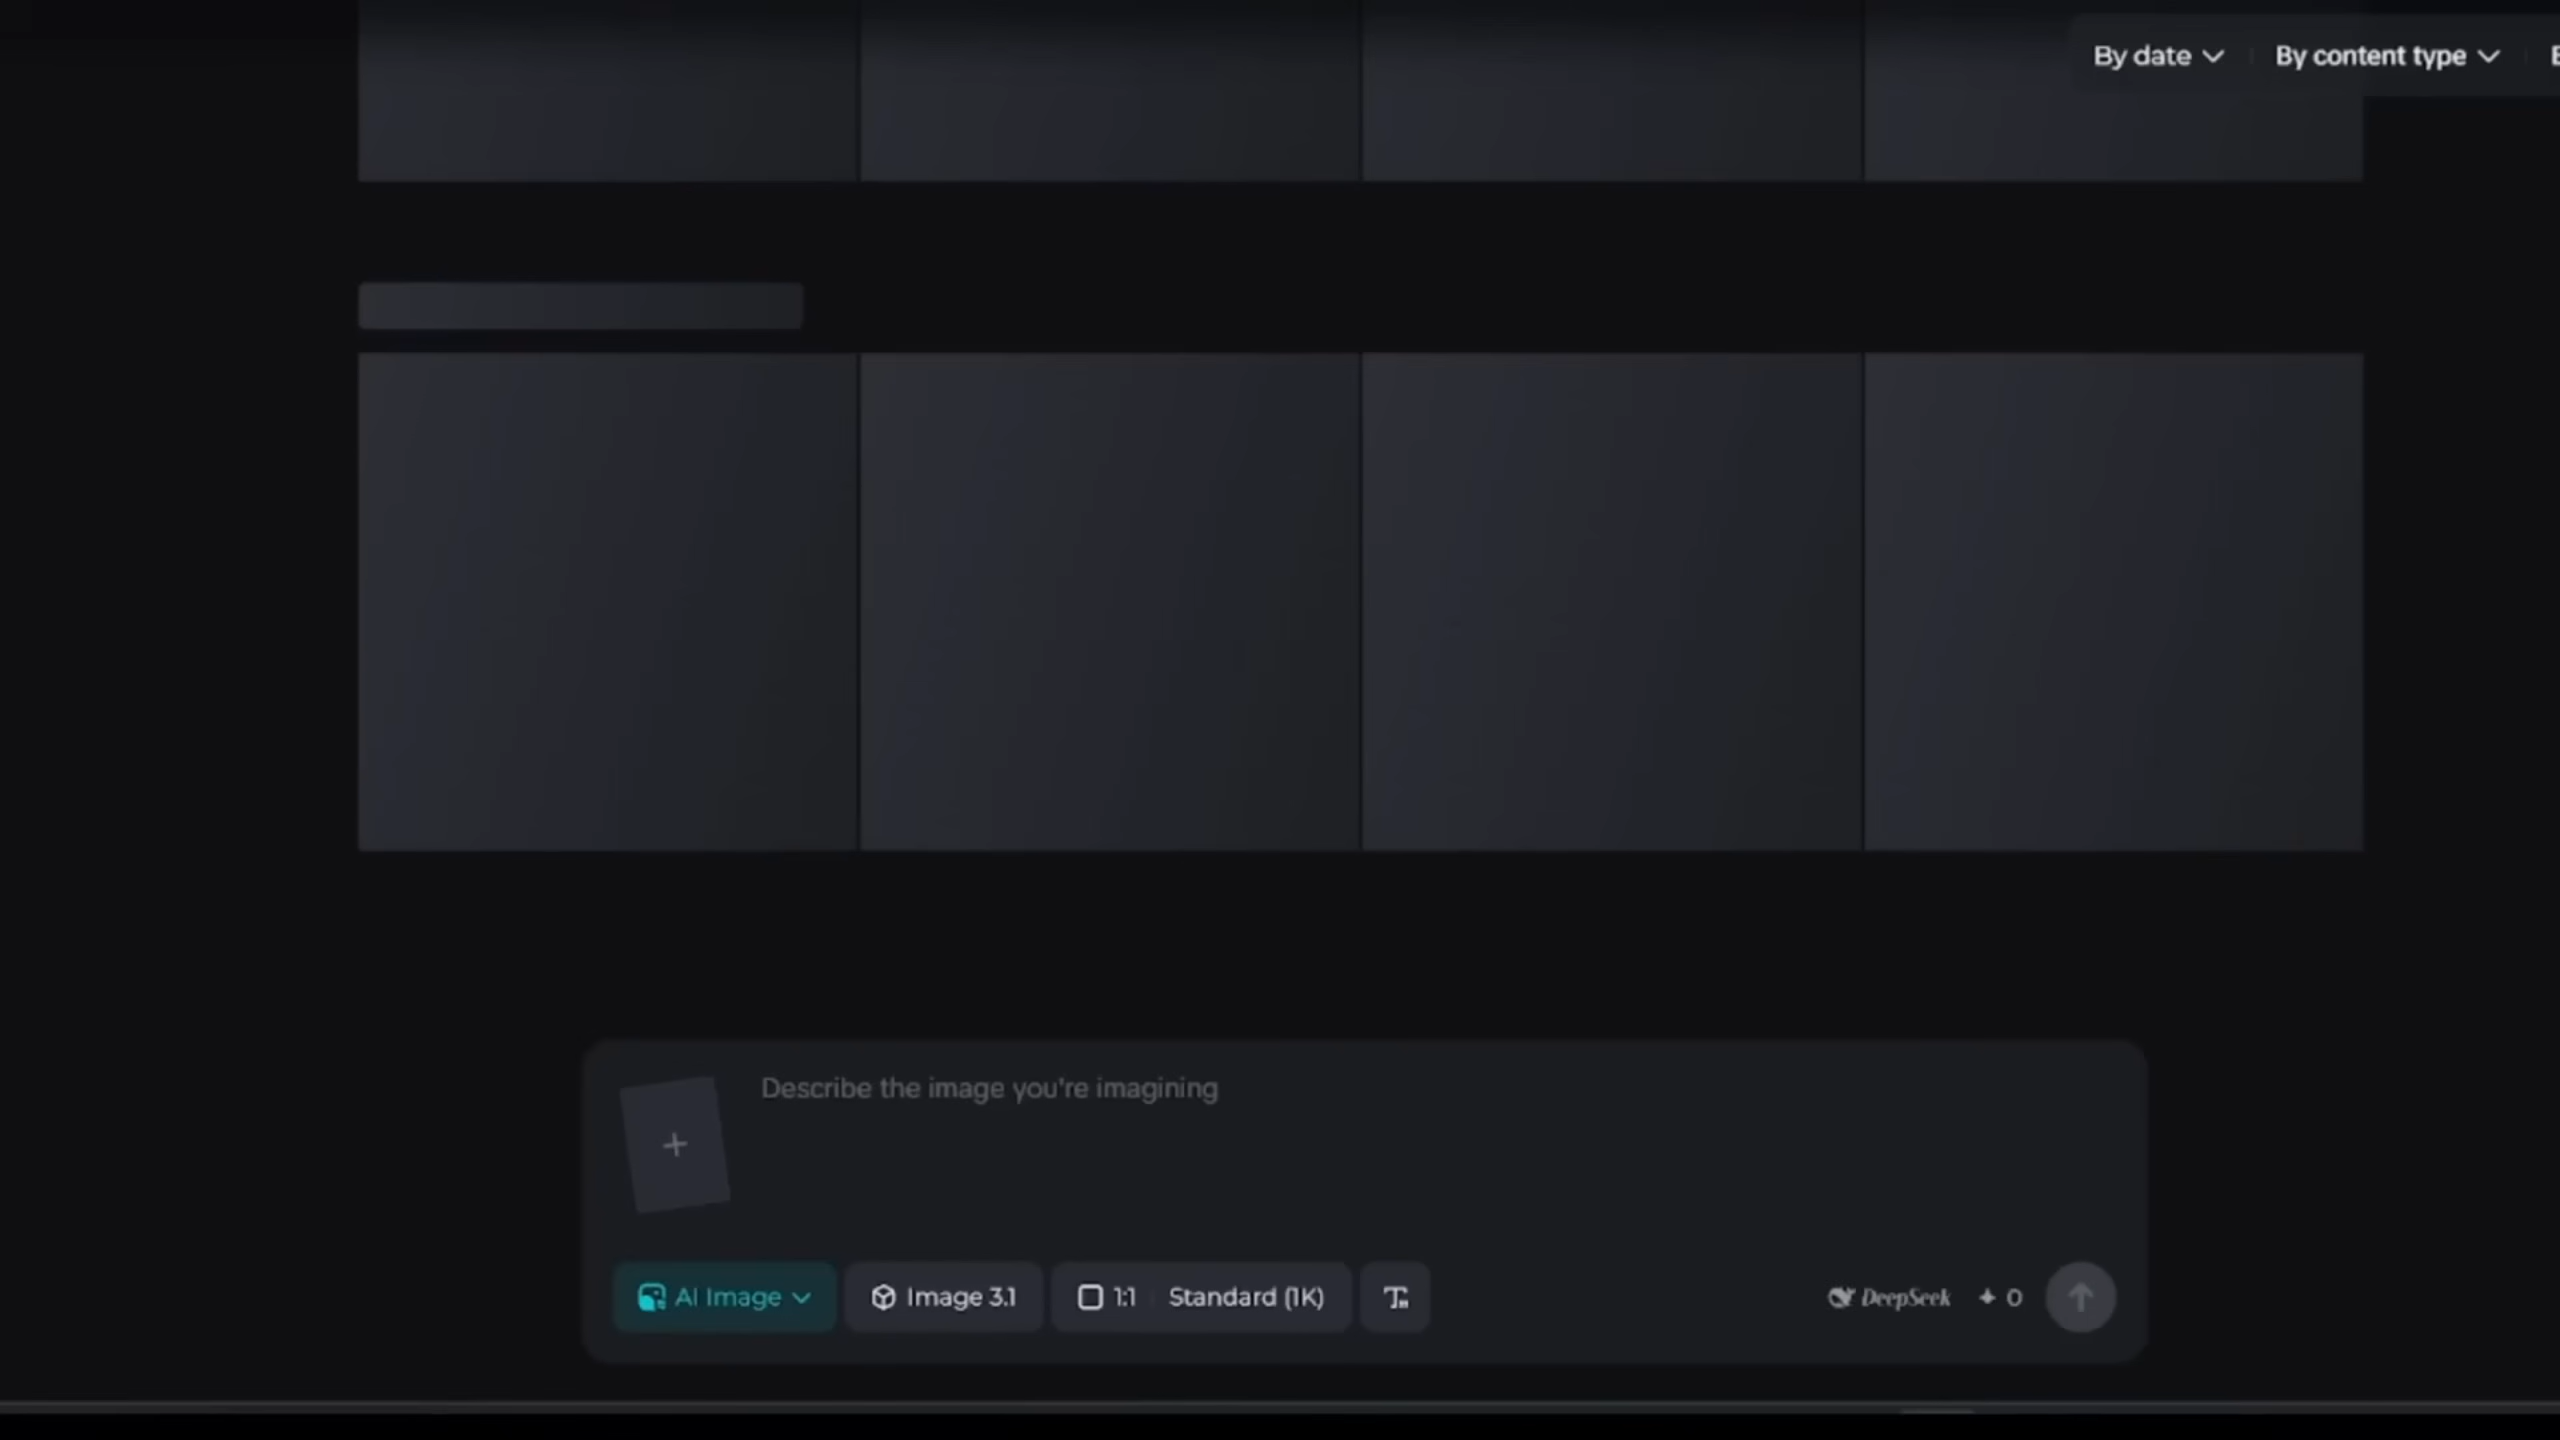 By date By content type
Describe the image you're imagining
AI Image Image 3.1 1:1 Standard (1K) DeepSeek 0